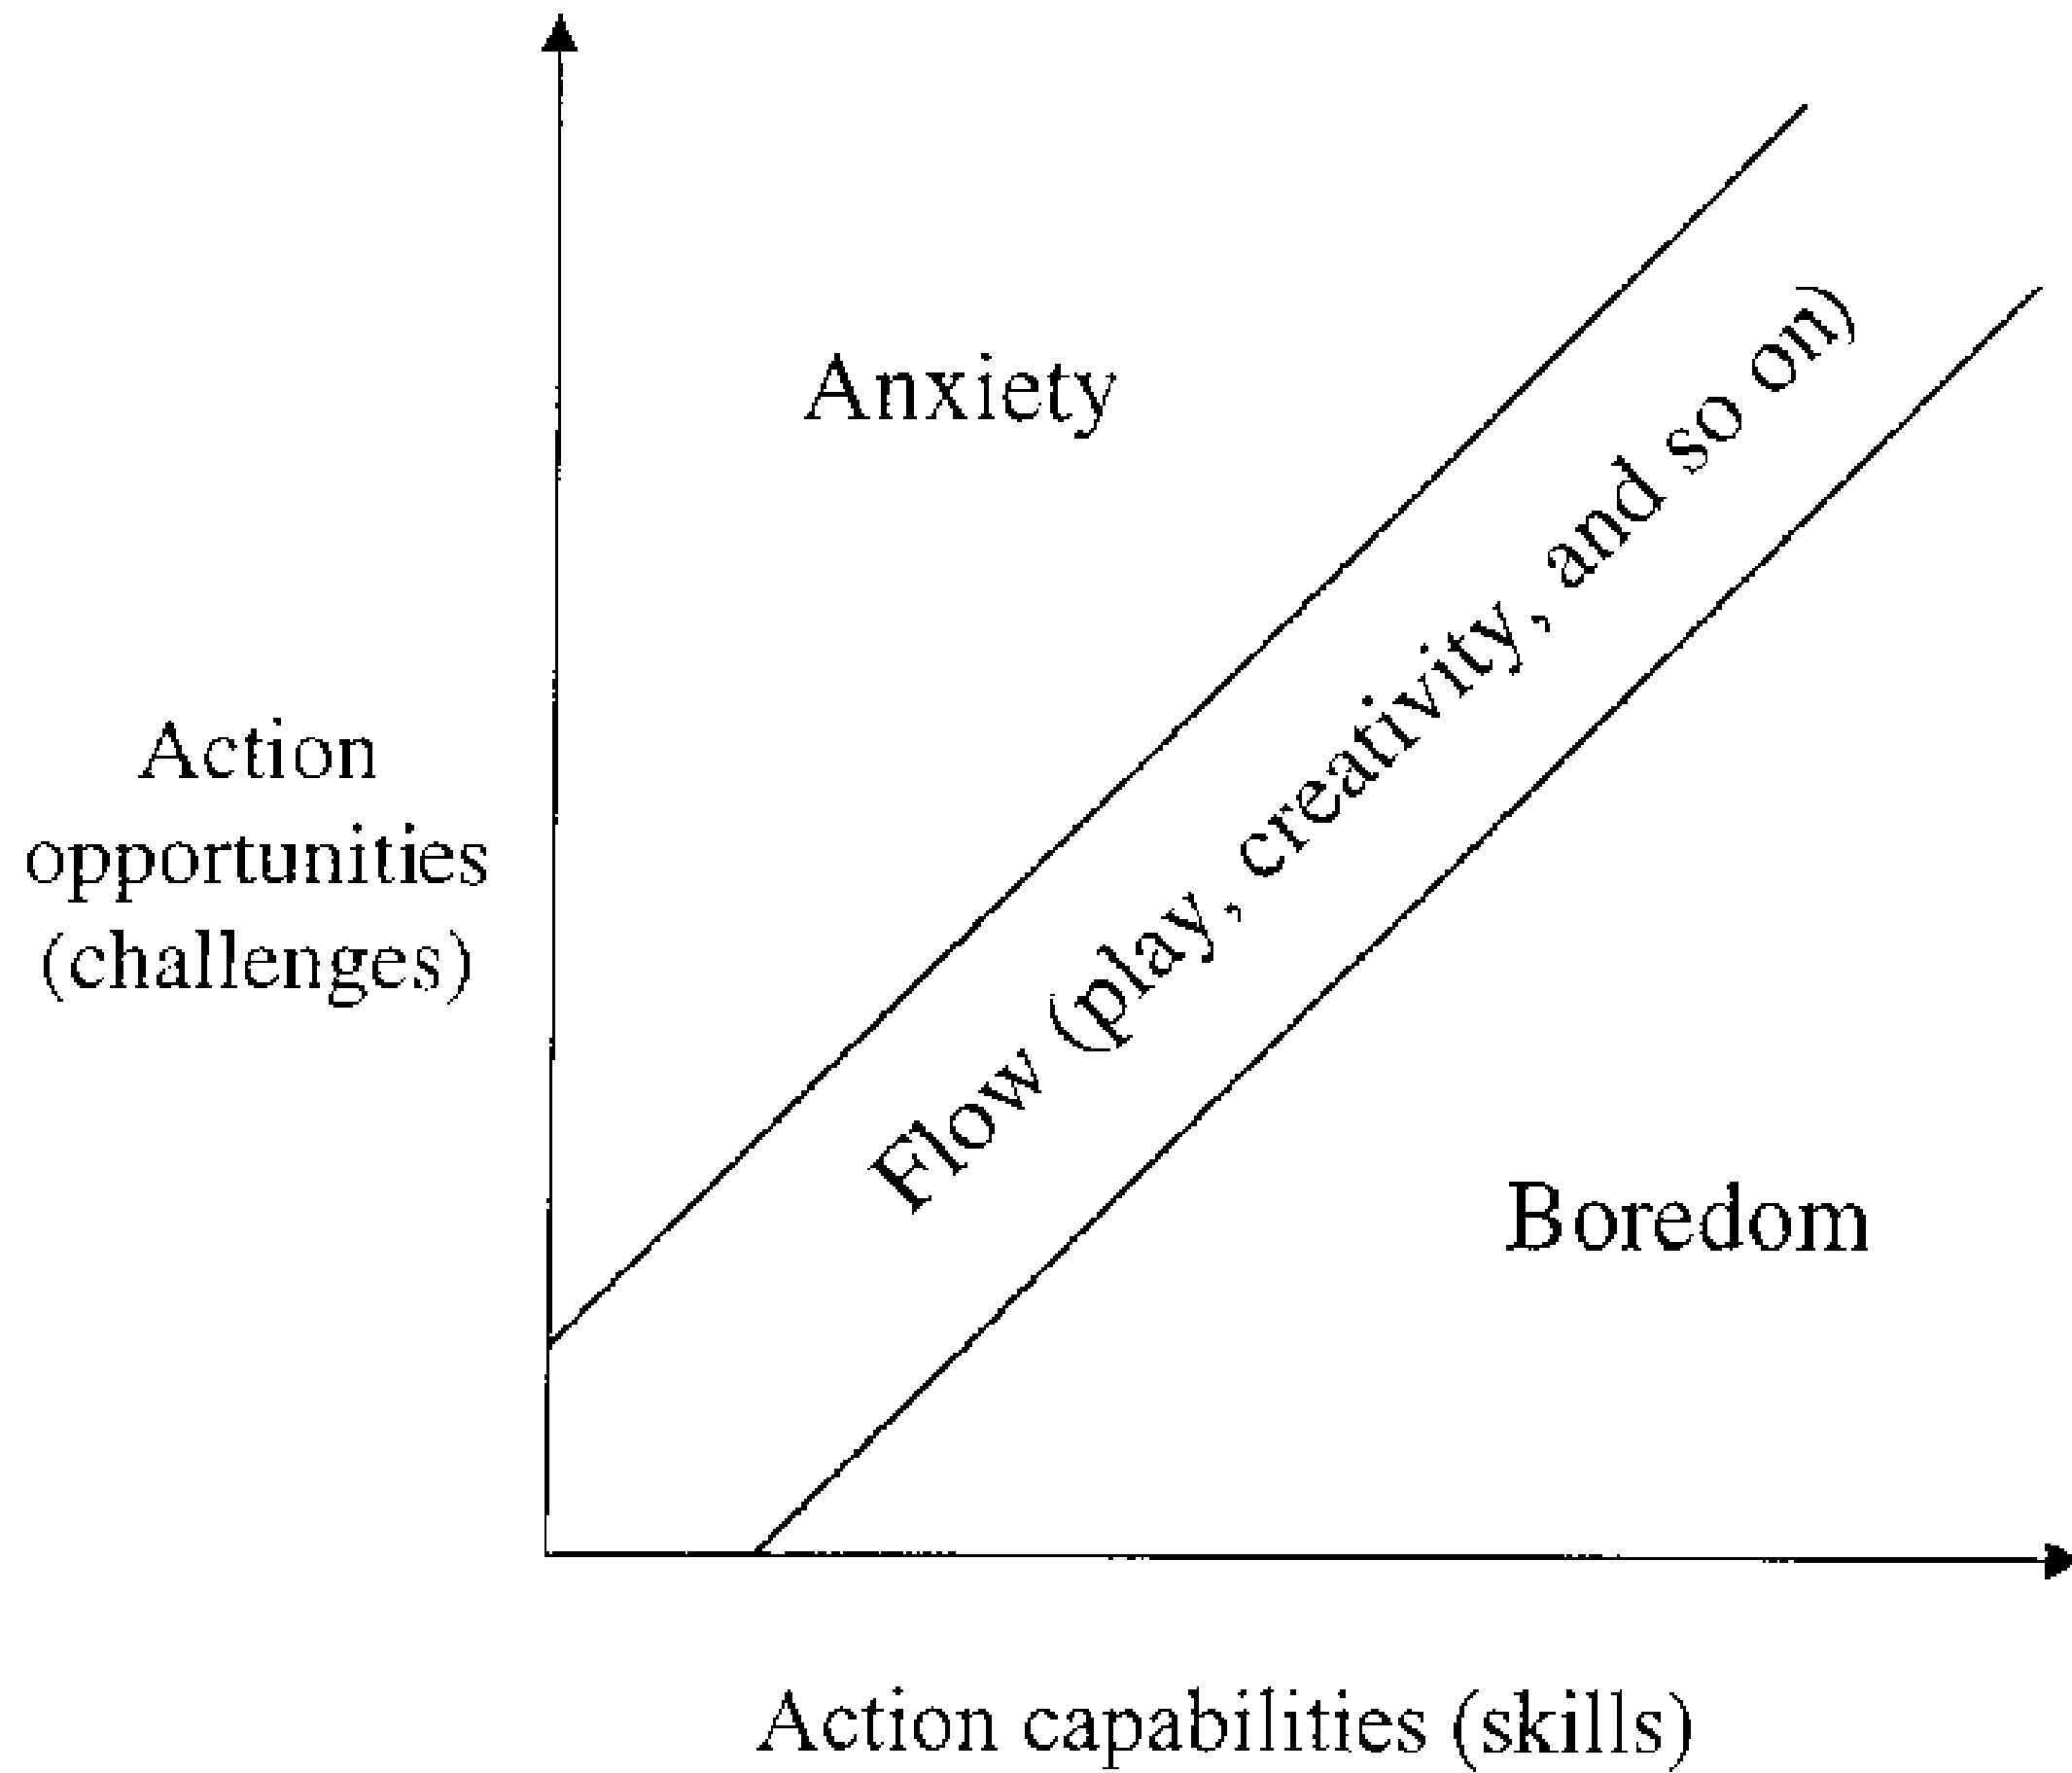 Anxiety
Action
opportunities
(challenges)
Flow (play, creativity, and so on)
Boredom
Action capabilities (skills)